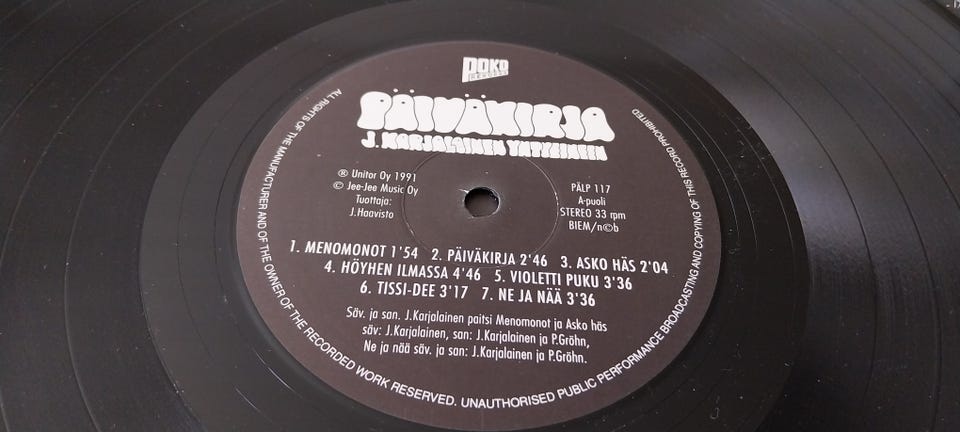 POKO
RECORDS
PÄIVÄKIRJA
J. KARJALAINEN YHTYEINEEN
℗ Unitor Oy 1991
© Jee-Jee Music Oy
Tuottaja:
J.Haavisto
PÄLP 117
A-puoli
STEREO 33 rpm
BIEM/n©b
1. MENOMONOT 1'54 2. PÄIVÄKIRJA 2'46 3. ASKO HÄS 2'04
4. HÖYHEN ILMASSA 4'46 5. VIOLETTI PUKU 3'36
6. TISSI-DEE 3'17 7. NE JA NÄÄ 3'36
Säv. ja san. J.Karjalainen paitsi Menomonot ja Asko häs
säv: J.Karjalainen, san: J.Karjalainen ja P.Gröhn,
Ne ja nää säv. ja san: J.Karjalainen ja P.Gröhn.
ALL RIGHTS OF THE MANUFACTURER AND OF THE OWNER OF THE RECORDED WORK RESERVED. UNAUTHORISED PUBLIC PERFORMANCE BROADCASTING AND COPYING OF THIS RECORD PROHIBITED